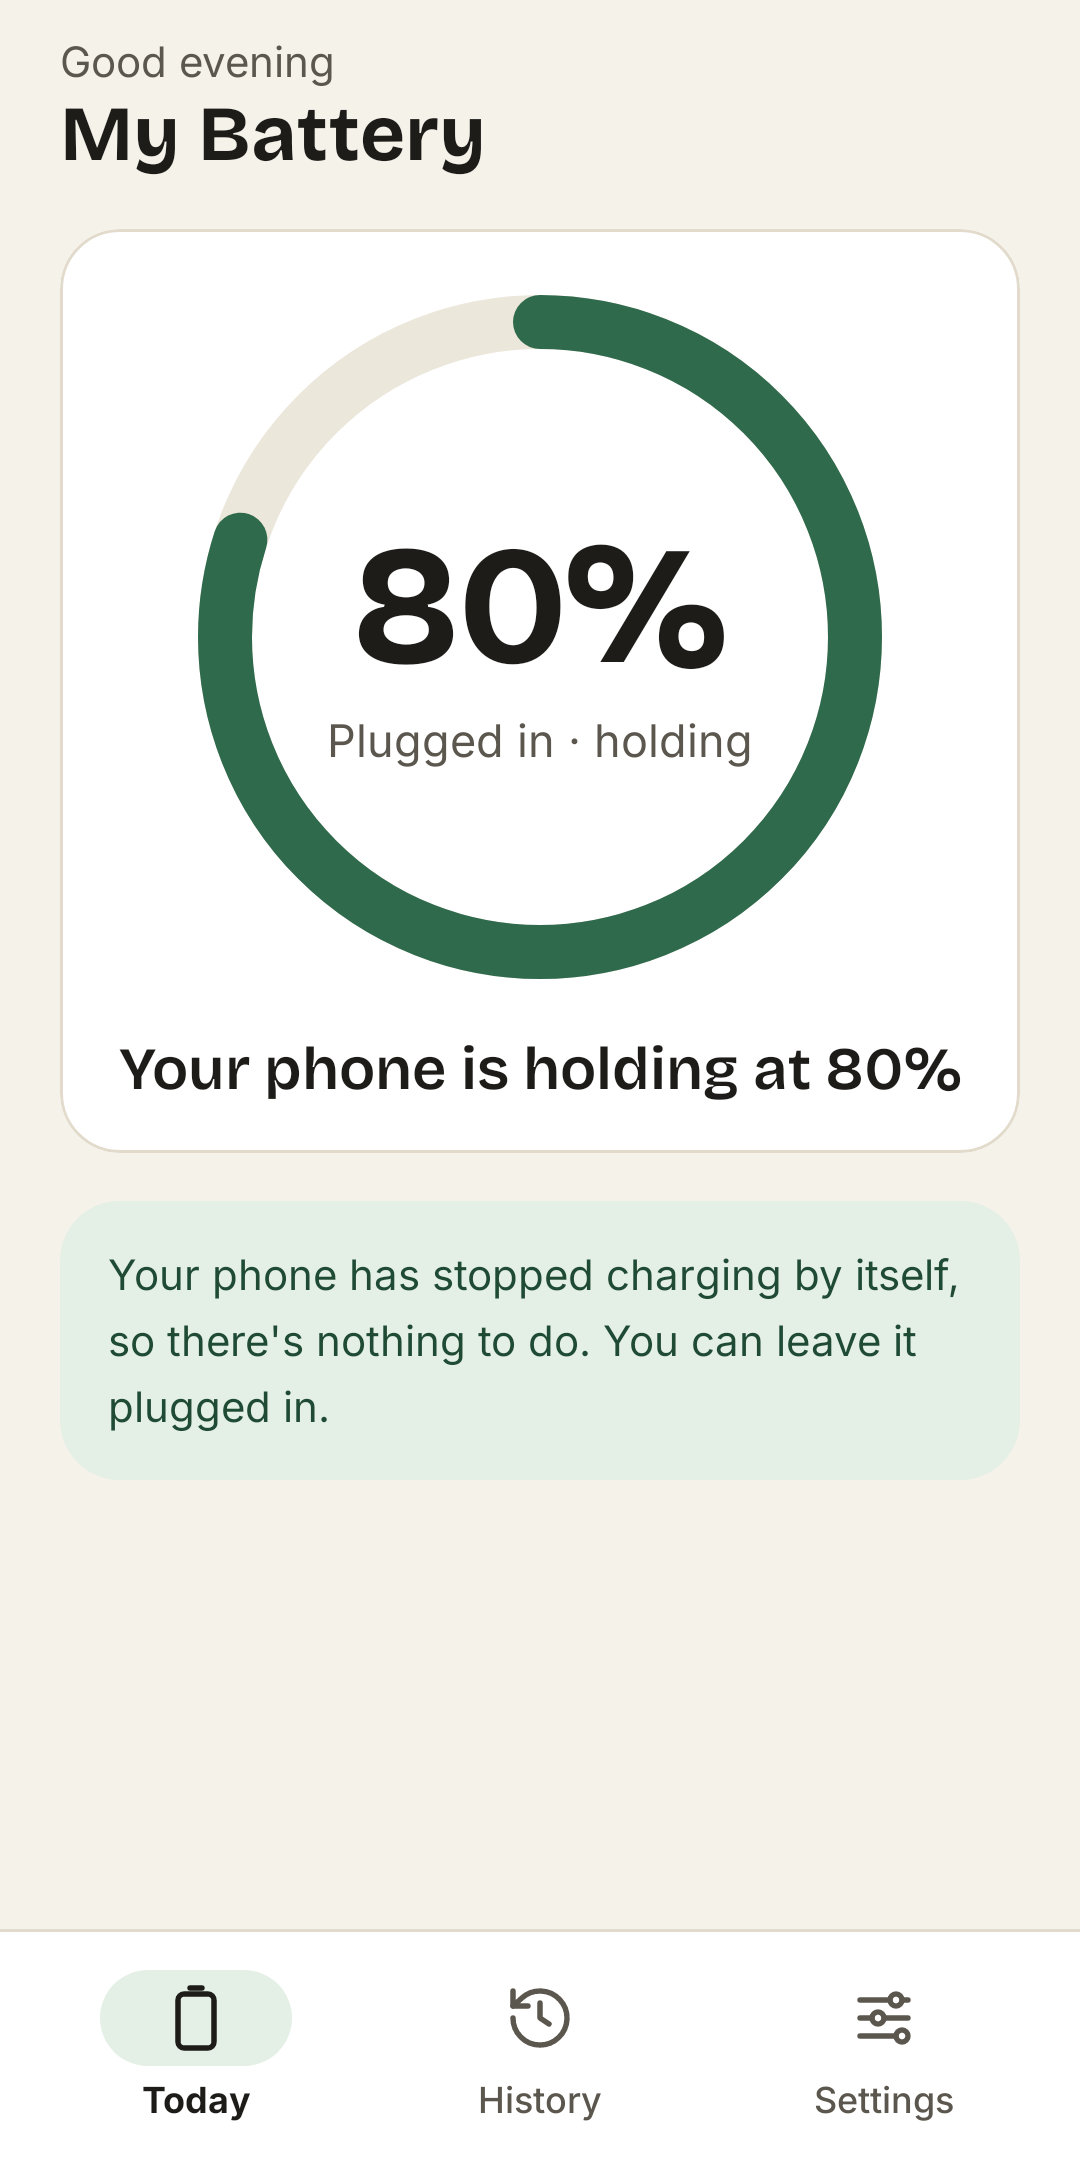 Good evening
My Battery
80%
Plugged in · holding
Your phone is holding at 80%
Your phone has stopped charging by itself,
so there's nothing to do. You can leave it
plugged in.
Today
History
Settings